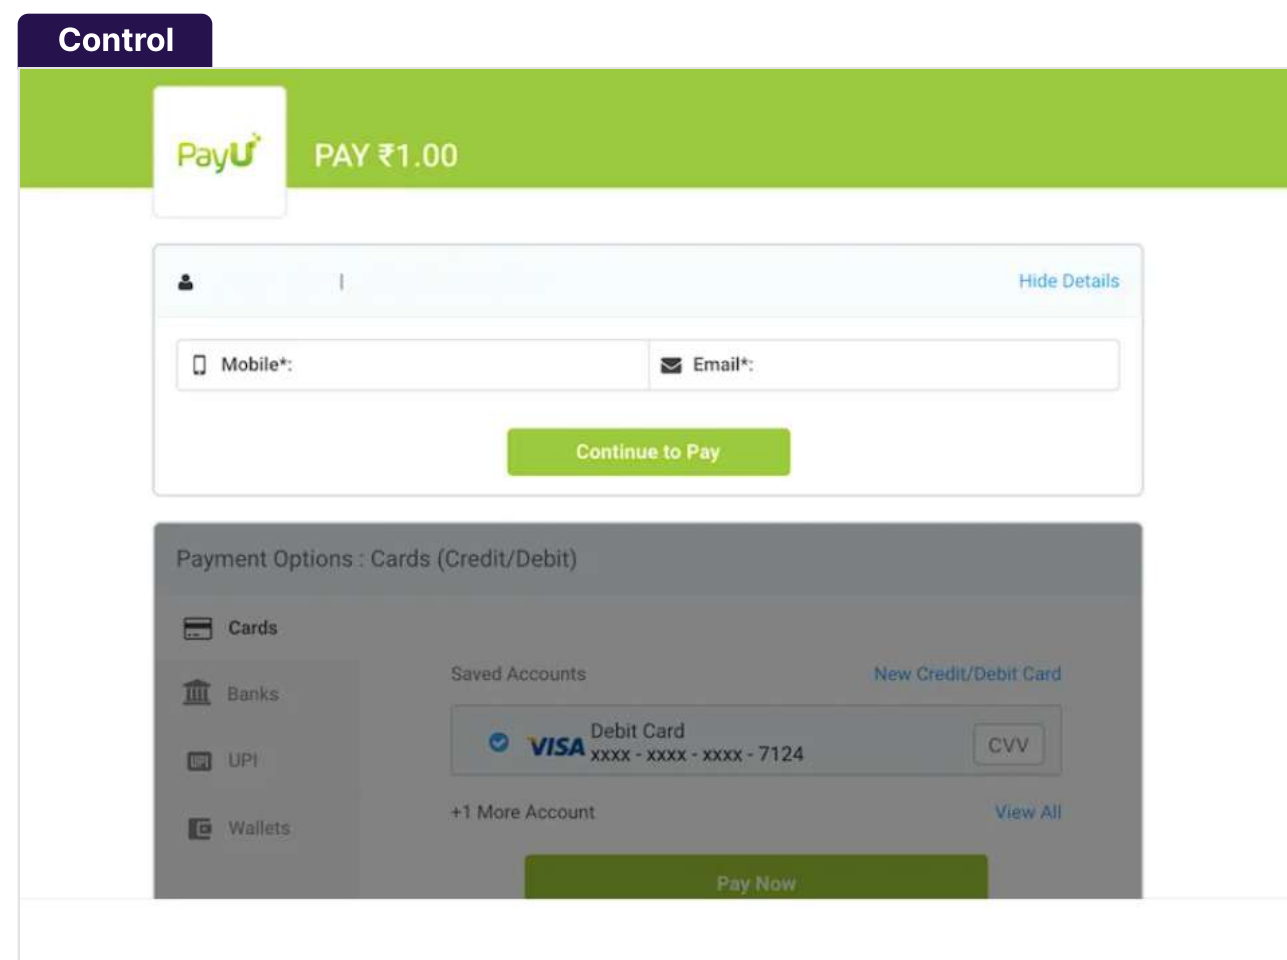 Control
PayU
PAY ₹1.00
|
Hide Details
Mobile*:
Email*:
Continue to Pay
Payment Options : Cards (Credit/Debit)
Cards
Banks
UPI
Wallets
Saved Accounts
New Credit/Debit Card
VISA
Debit Card
xxxx - xxxx - xxxx - 7124
CVV
+1 More Account
View All
Pay Now